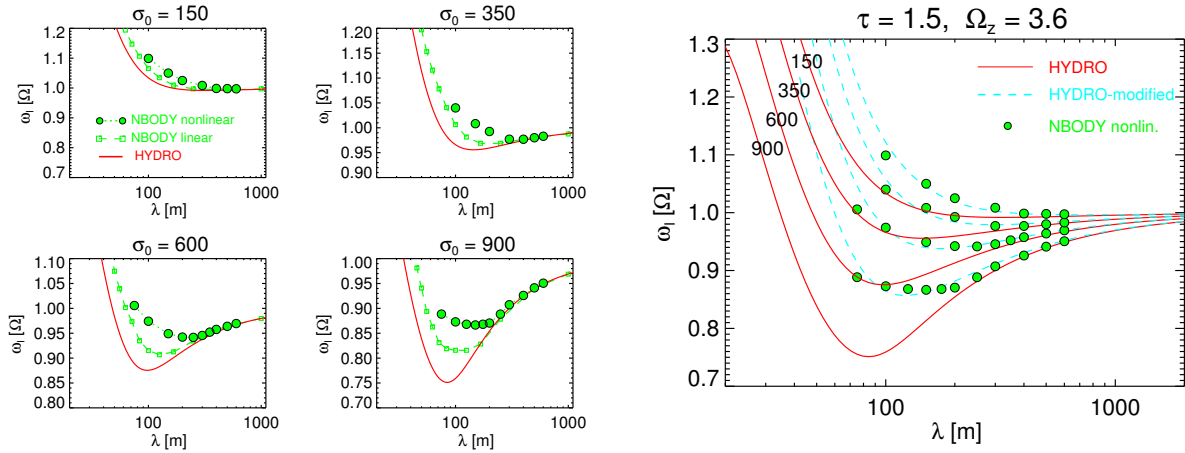 σ₀ = 150
1.2
1.1
1.0
0.9
0.8
0.7
ω_I [Ω]
NBODY nonlinear
NBODY linear
HYDRO
100
1000
λ [m]
σ₀ = 350
1.20
1.15
1.10
1.05
1.00
0.95
0.90
ω_I [Ω]
100
1000
λ [m]
σ₀ = 600
1.10
1.05
1.00
0.95
0.90
0.85
0.80
ω_I [Ω]
100
1000
λ [m]
σ₀ = 900
1.00
0.95
0.90
0.85
0.80
0.75
0.70
ω_I [Ω]
100
1000
λ [m]
τ = 1.5, Ω_z = 3.6
1.3
1.2
1.1
1.0
0.9
0.8
0.7
ω_I [Ω]
150
350
600
900
HYDRO
HYDRO-modified
NBODY nonlin.
100
1000
λ [m]